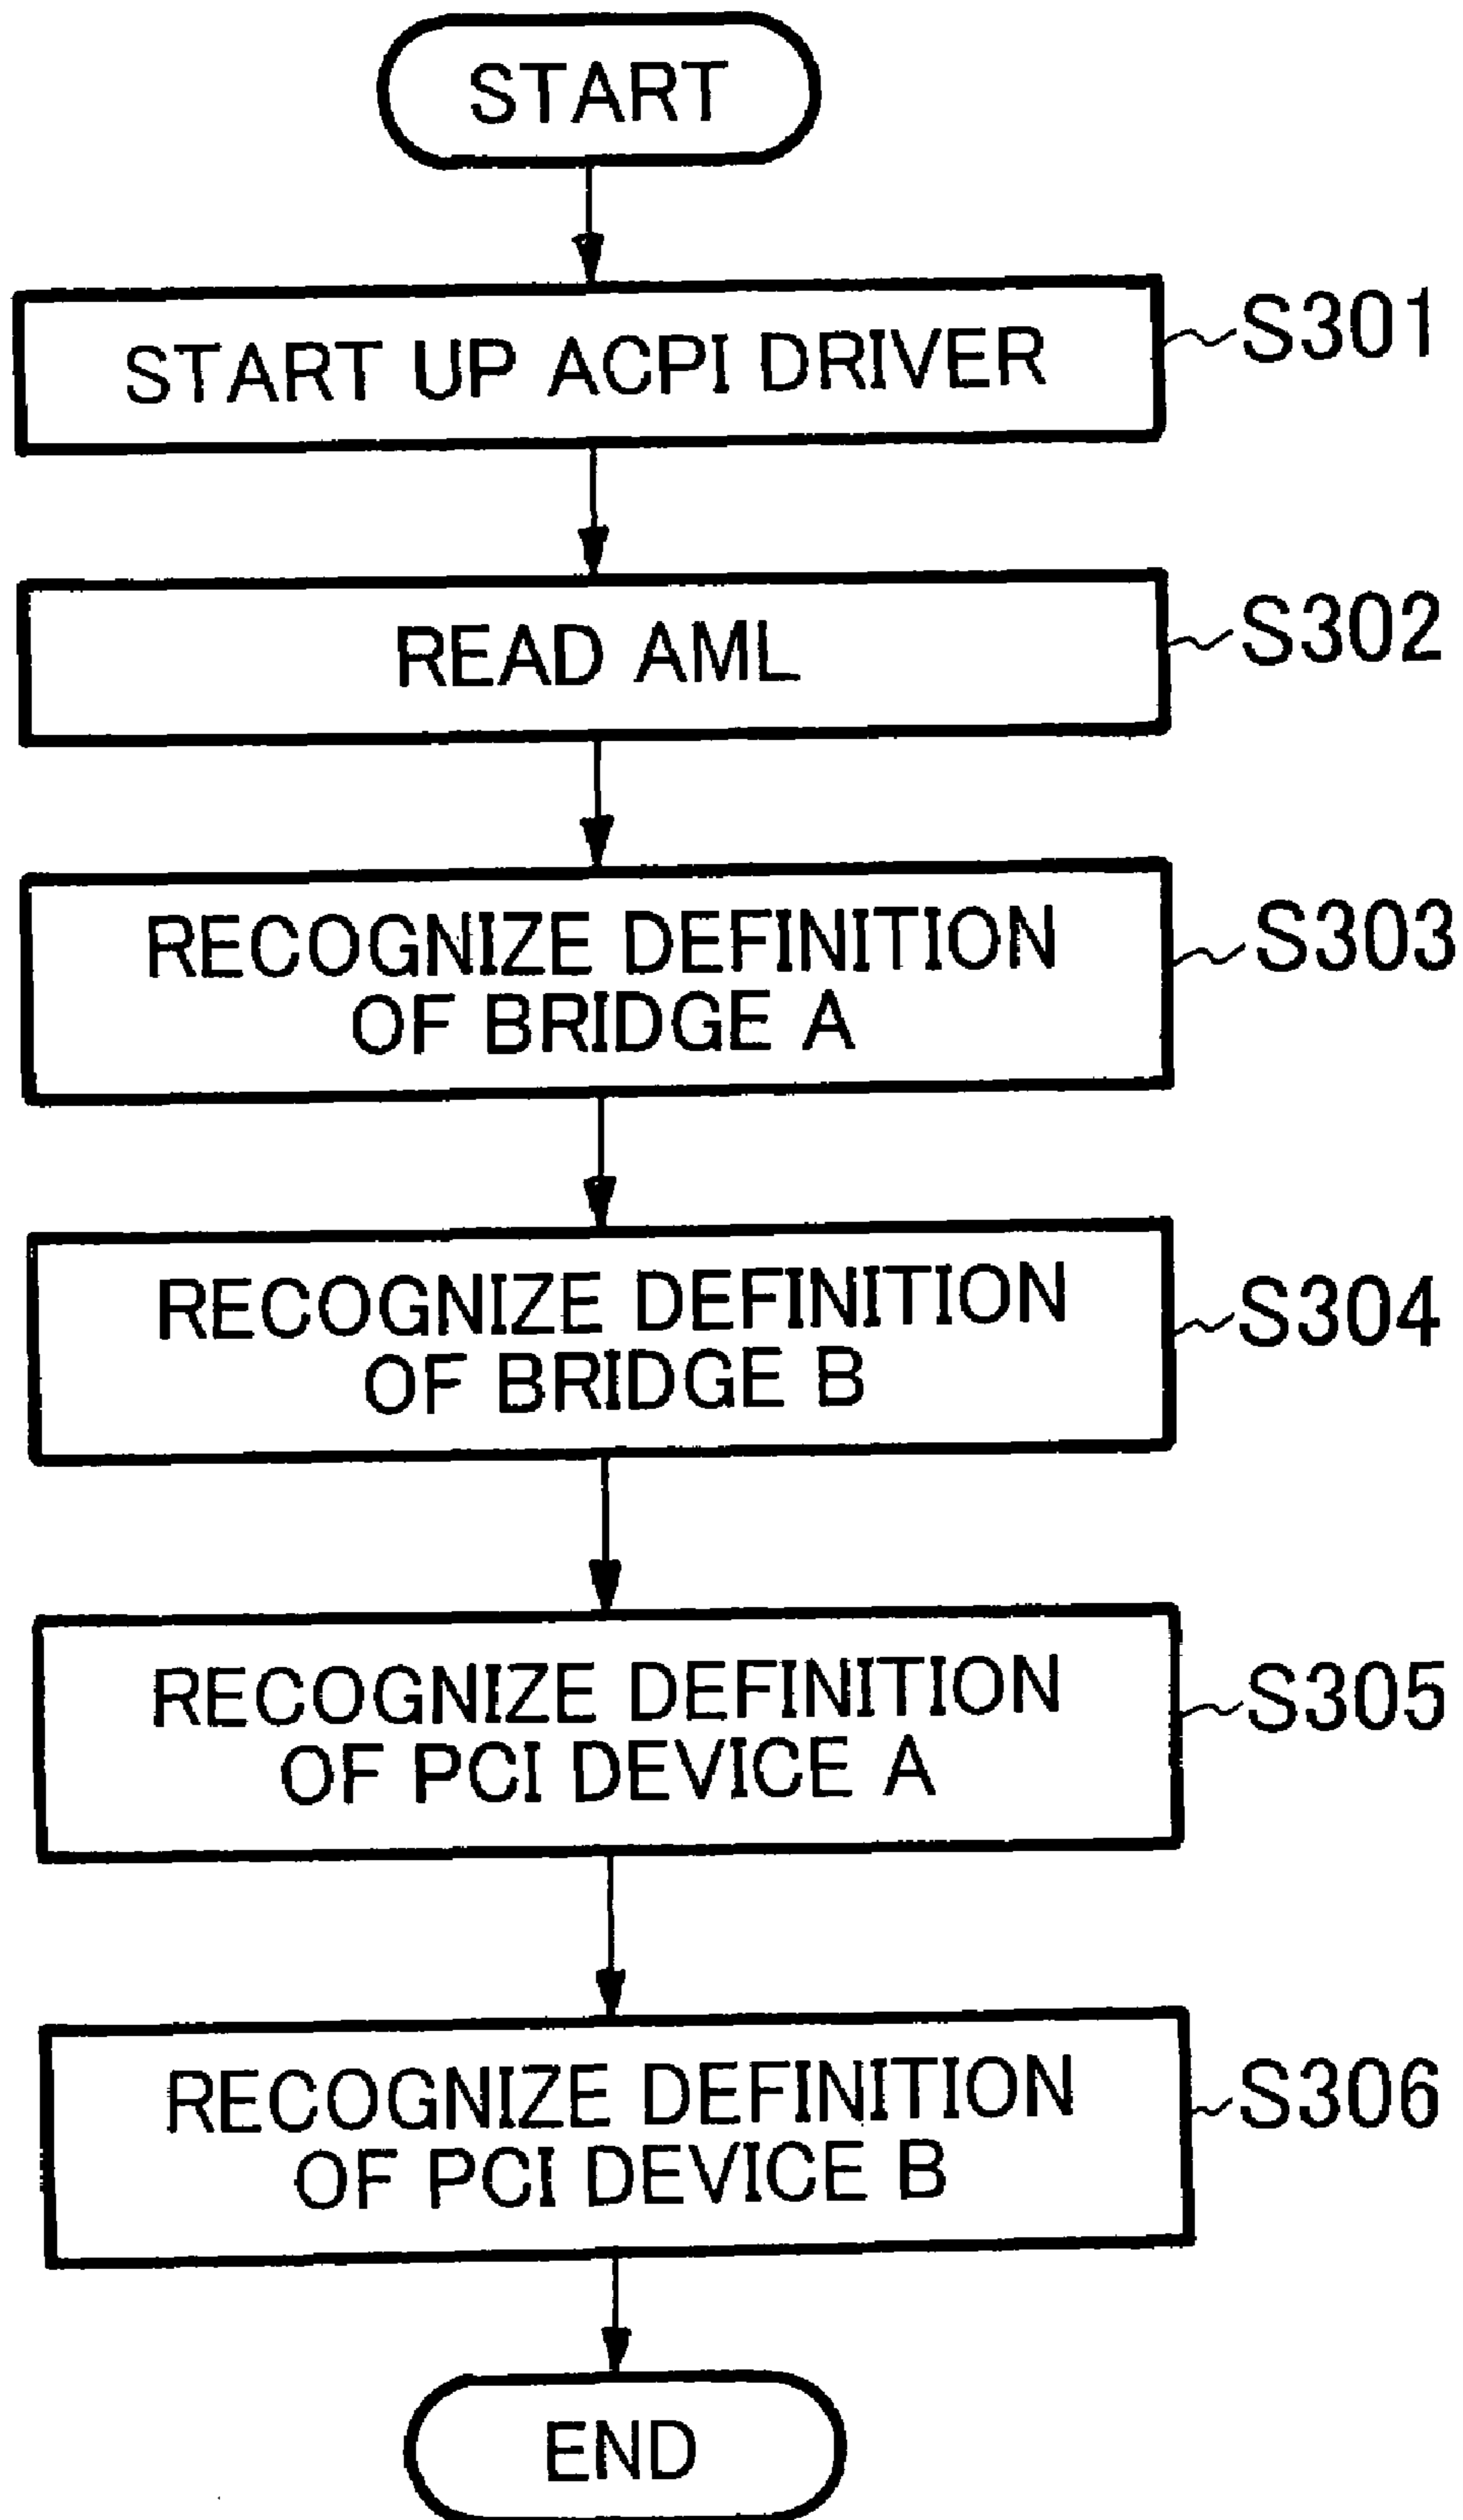 START
START UP ACPI DRIVER
S301
READ AML
S302
RECOGNIZE DEFINITION
OF BRIDGE A
S303
RECOGNIZE DEFINITION
OF BRIDGE B
S304
RECOGNIZE DEFINITION
OF PCI DEVICE A
S305
RECOGNIZE DEFINITION
OF PCI DEVICE B
S306
END